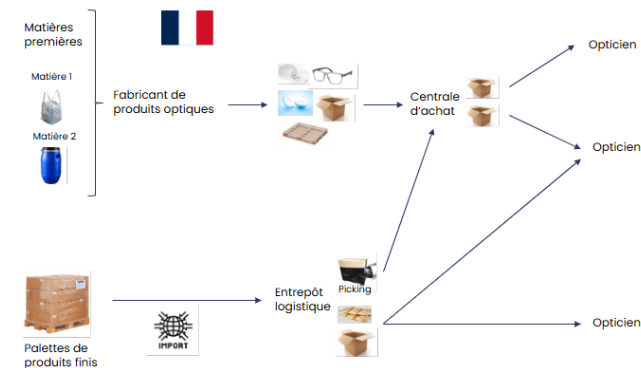 Matières
premières
Matière 1
Matière 2
Fabricant de
produits optiques
Centrale
d'achat
Opticien
Opticien
Picking
Entrepôt
logistique
IMPORT
Opticien
Palettes de
produits finis